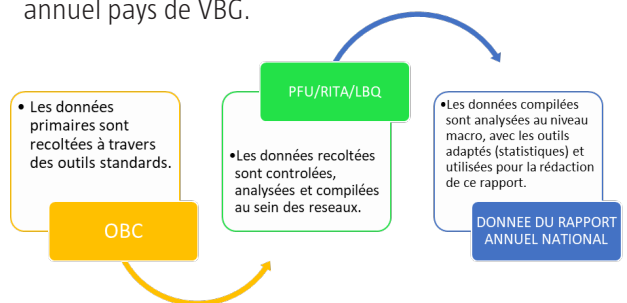 annuel pays de VBG.
• Les données
primaires sont
recoltées à travers
des outils standards.
OBC
PFU/RITA/LBQ
•Les données recoltées
sont controlées,
analysées et compilées
au sein des reseaux.
•Les données compilées
sont analysées au niveau
macro, avec les outils
adaptés (statistiques) et
utilisées pour la rédaction
de ce rapport.
DONNEE DU RAPPORT
ANNUEL NATIONAL